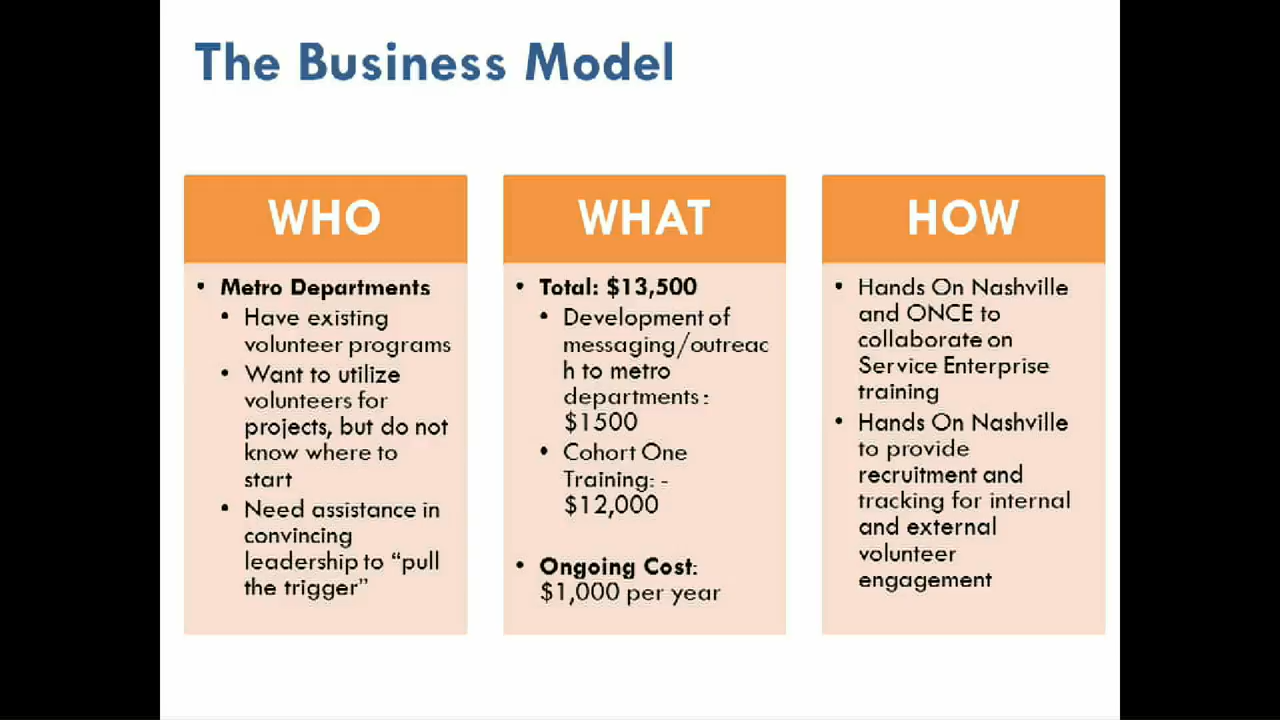 The Business Model
WHO
• Metro Departments
• Have existing
volunteer programs
• Want to utilize
volunteers for
projects, but do not
know where to
start
• Need assistance in
convincing
leadership to “pull
the trigger”
WHAT
• Total: $13,500
• Development of
messaging/outreac
h to metro
departments :
$1500
• Cohort One
Training: -
$12,000
• Ongoing Cost:
$1,000 per year
HOW
• Hands On Nashville
and ONCE to
collaborate on
Service Enterprise
training
• Hands On Nashville
to provide
recruitment and
tracking for internal
and external
volunteer
engagement